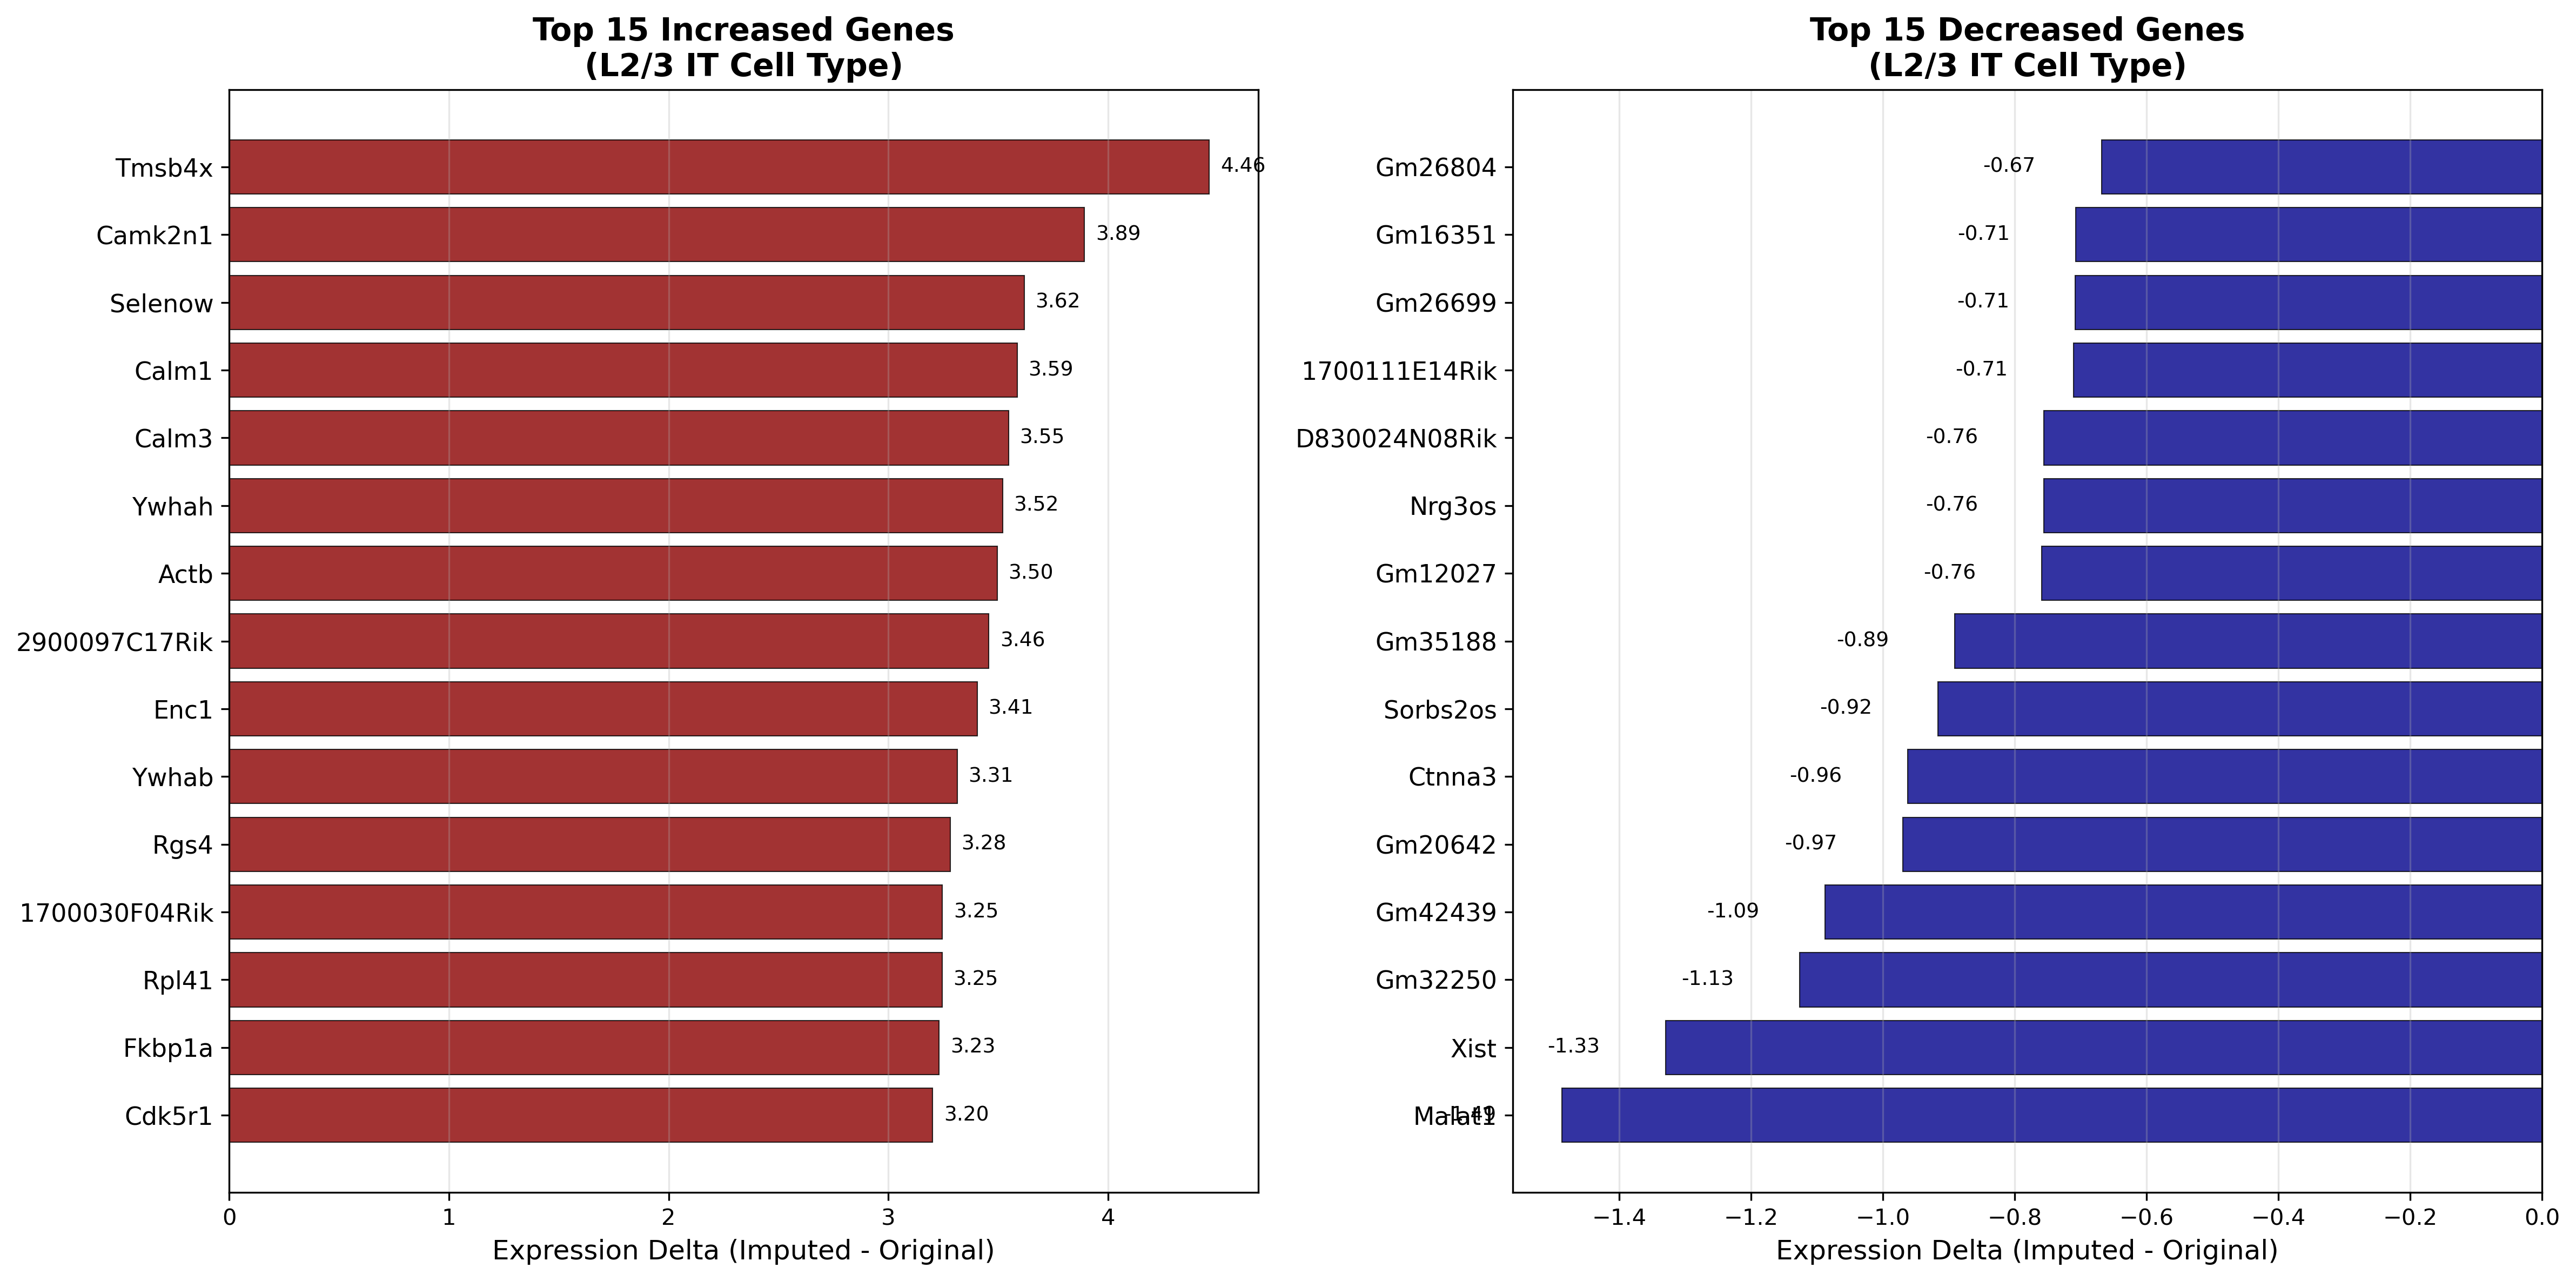 Top 15 Increased Genes
(L2/3 IT Cell Type)
Tmsb4x 4.46
Camk2n1 3.89
Selenow 3.62
Calm1 3.59
Calm3 3.55
Ywhah 3.52
Actb 3.50
2900097C17Rik 3.46
Enc1 3.41
Ywhab 3.31
Rgs4 3.28
1700030F04Rik 3.25
Rpl41 3.25
Fkbp1a 3.23
Cdk5r1 3.20
0 1 2 3 4
Expression Delta (Imputed - Original)
Top 15 Decreased Genes
(L2/3 IT Cell Type)
Gm26804 -0.67
Gm16351 -0.71
Gm26699 -0.71
1700111E14Rik -0.71
D830024N08Rik -0.76
Nrg3os -0.76
Gm12027 -0.76
Gm35188 -0.89
Sorbs2os -0.92
Ctnna3 -0.96
Gm20642 -0.97
Gm42439 -1.09
Gm32250 -1.13
Xist -1.33
Malat1 -1.49
−1.4 −1.2 −1.0 −0.8 −0.6 −0.4 −0.2 0.0
Expression Delta (Imputed - Original)